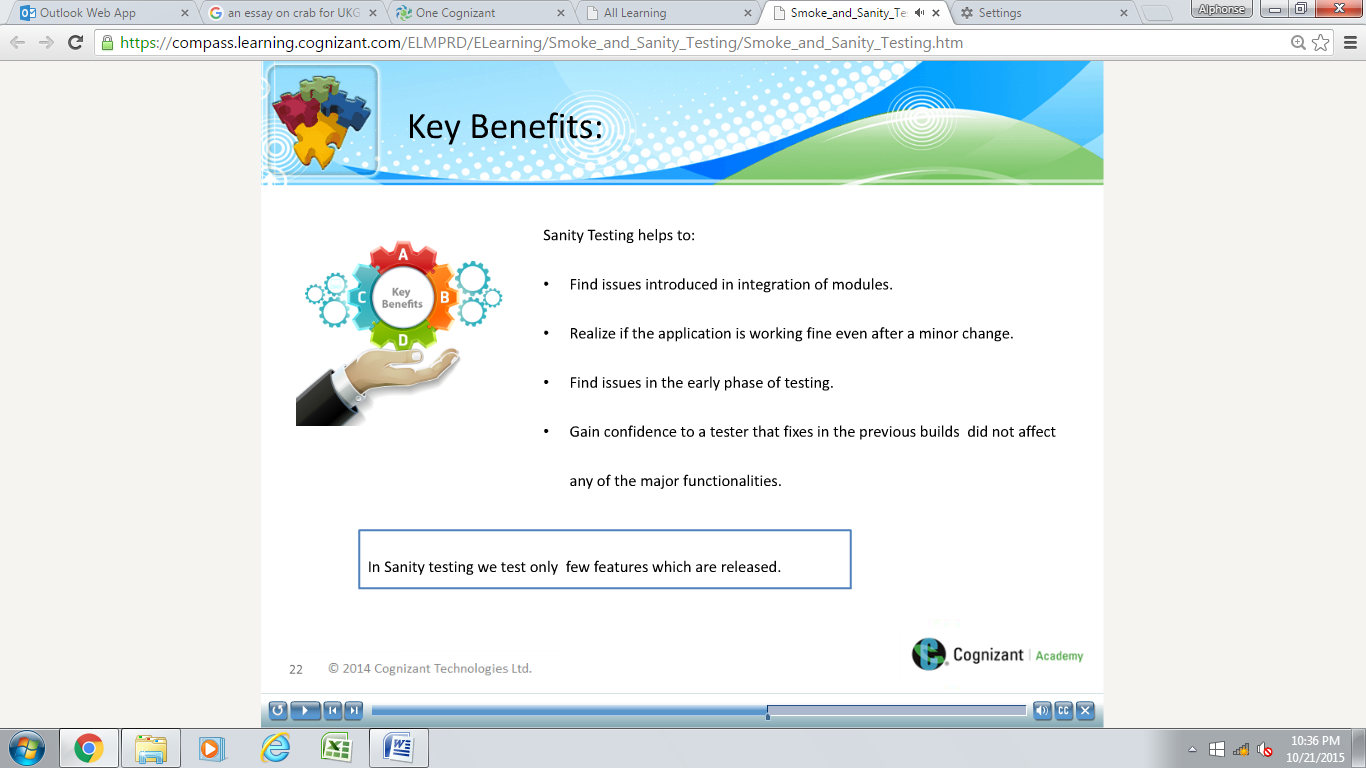 Outlook Web App
an essay on crab for UKG
One Cognizant
All Learning
Smoke_and_Sanity_Te
Settings
Alphonse
https://compass.learning.cognizant.com/ELMPRD/ELearning/Smoke_and_Sanity_Testing/Smoke_and_Sanity_Testing.htm
Key Benefits:
Sanity Testing helps to:
• Find issues introduced in integration of modules.
• Realize if the application is working fine even after a minor change.
• Find issues in the early phase of testing.
• Gain confidence to a tester that fixes in the previous builds  did not affect
any of the major functionalities.
A
C
Key
Benefits
B
D
In Sanity testing we test only  few features which are released.
22
© 2014 Cognizant Technologies Ltd.
Cognizant | Academy
CC
10:36 PM
10/21/2015